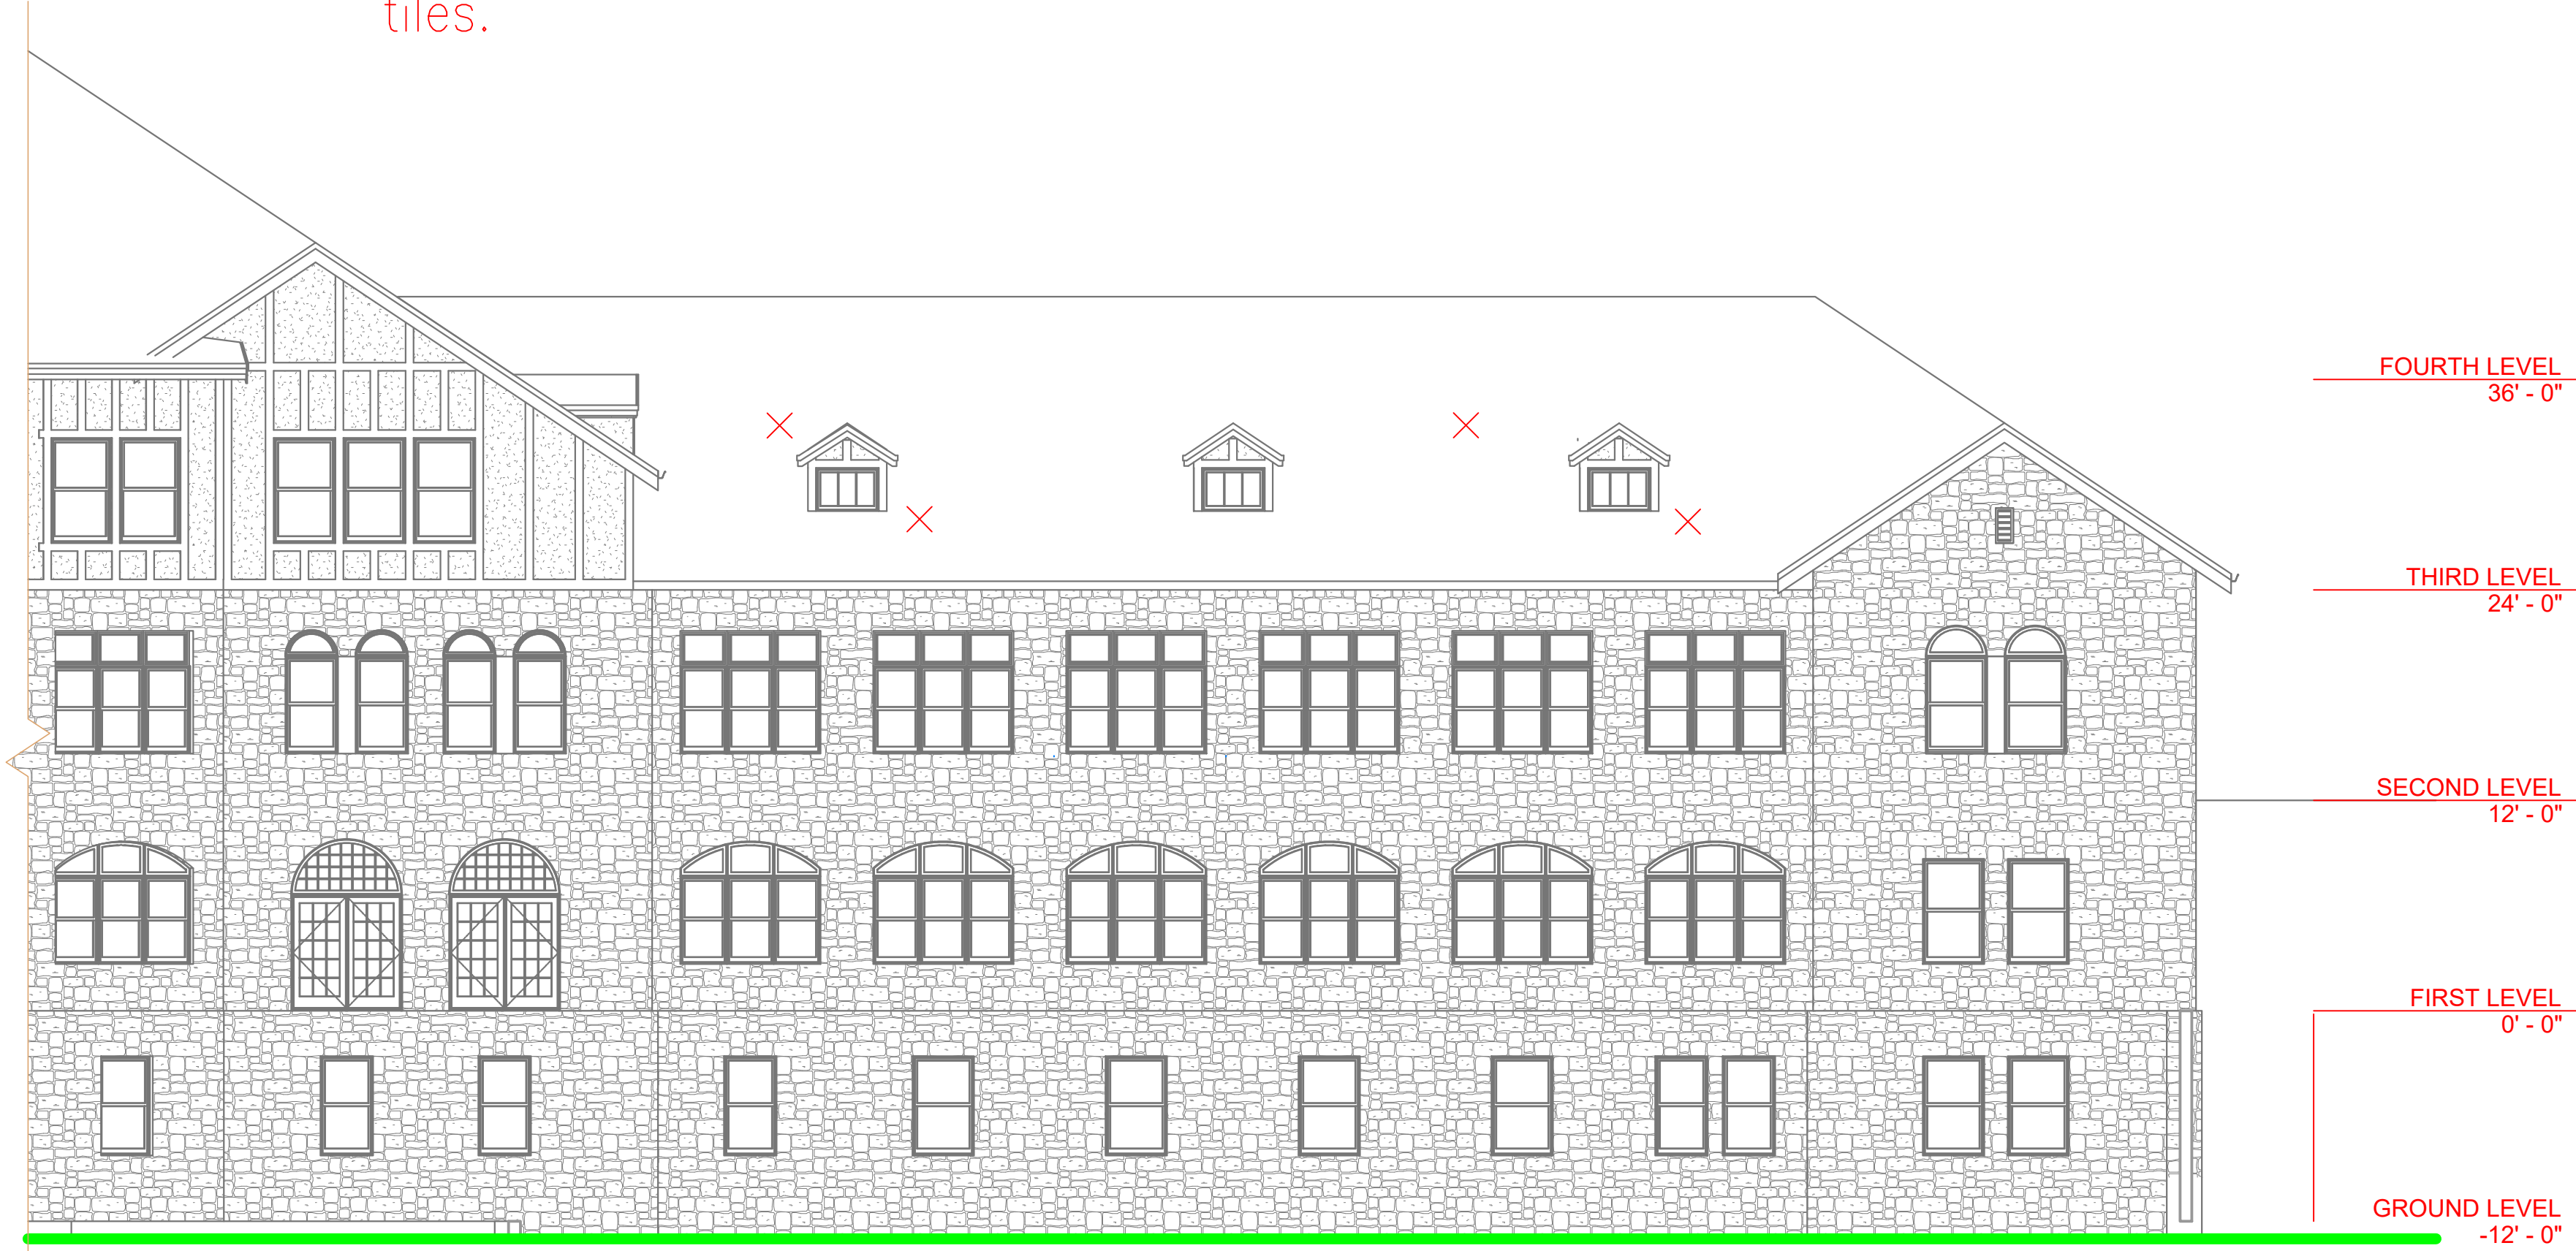 tiles.
FOURTH LEVEL
36' - 0"
THIRD LEVEL
24' - 0"
SECOND LEVEL
12' - 0"
FIRST LEVEL
0' - 0"
GROUND LEVEL
-12' - 0"